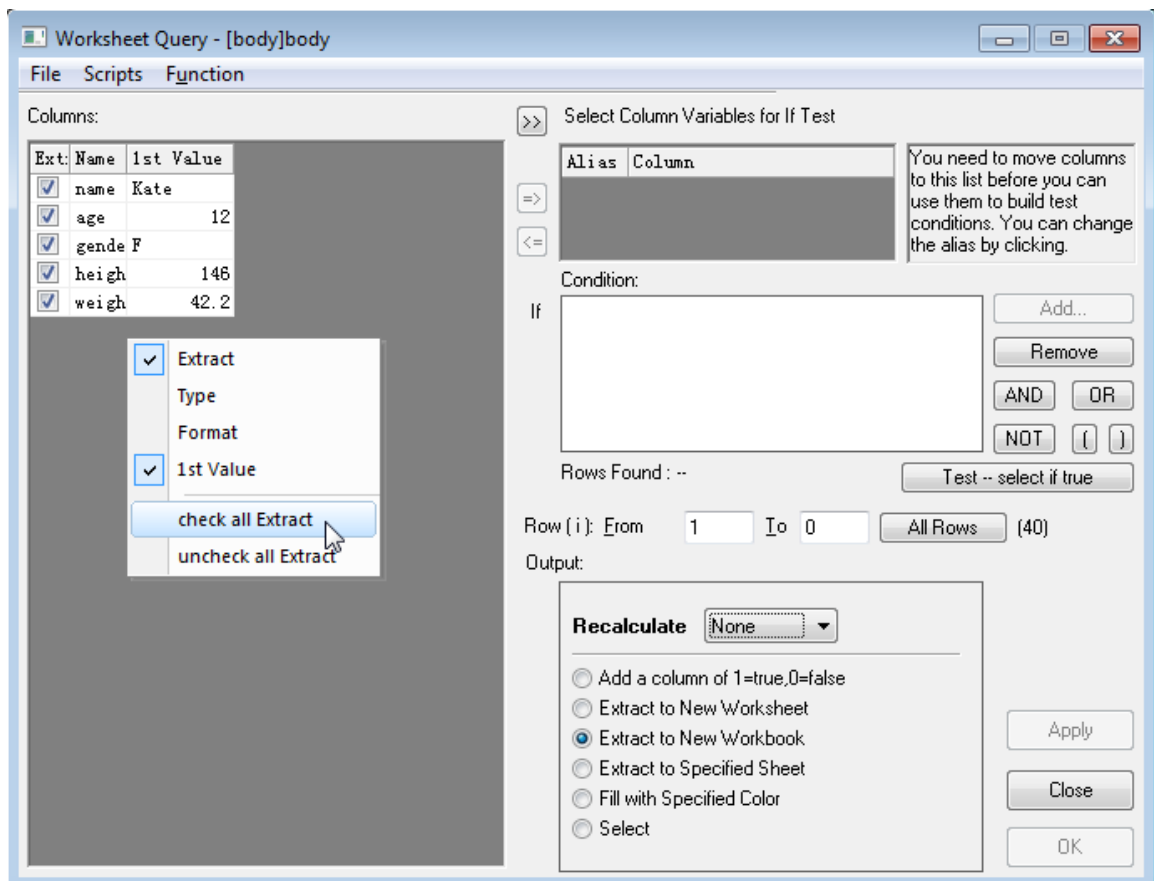 Worksheet Query - [body]body
File Scripts Function
Columns:
Ext: Name 1st Value
name Kate
age 12
gende F
heigh 146
weigh 42.2
Extract
Type
Format
1st Value
check all Extract
uncheck all Extract
>> Select Column Variables for If Test
Alias Column
=>
<=
You need to move columns
to this list before you can
use them to build test
conditions. You can change
the alias by clicking.
Condition:
If
Add...
Remove
AND OR
NOT ( )
Rows Found : --
Test -- select if true
Row ( i ): From 1 To 0 All Rows (40)
Output:
Recalculate None
Add a column of 1=true,0=false
Extract to New Worksheet
Extract to New Workbook
Extract to Specified Sheet
Fill with Specified Color
Select
Apply
Close
OK